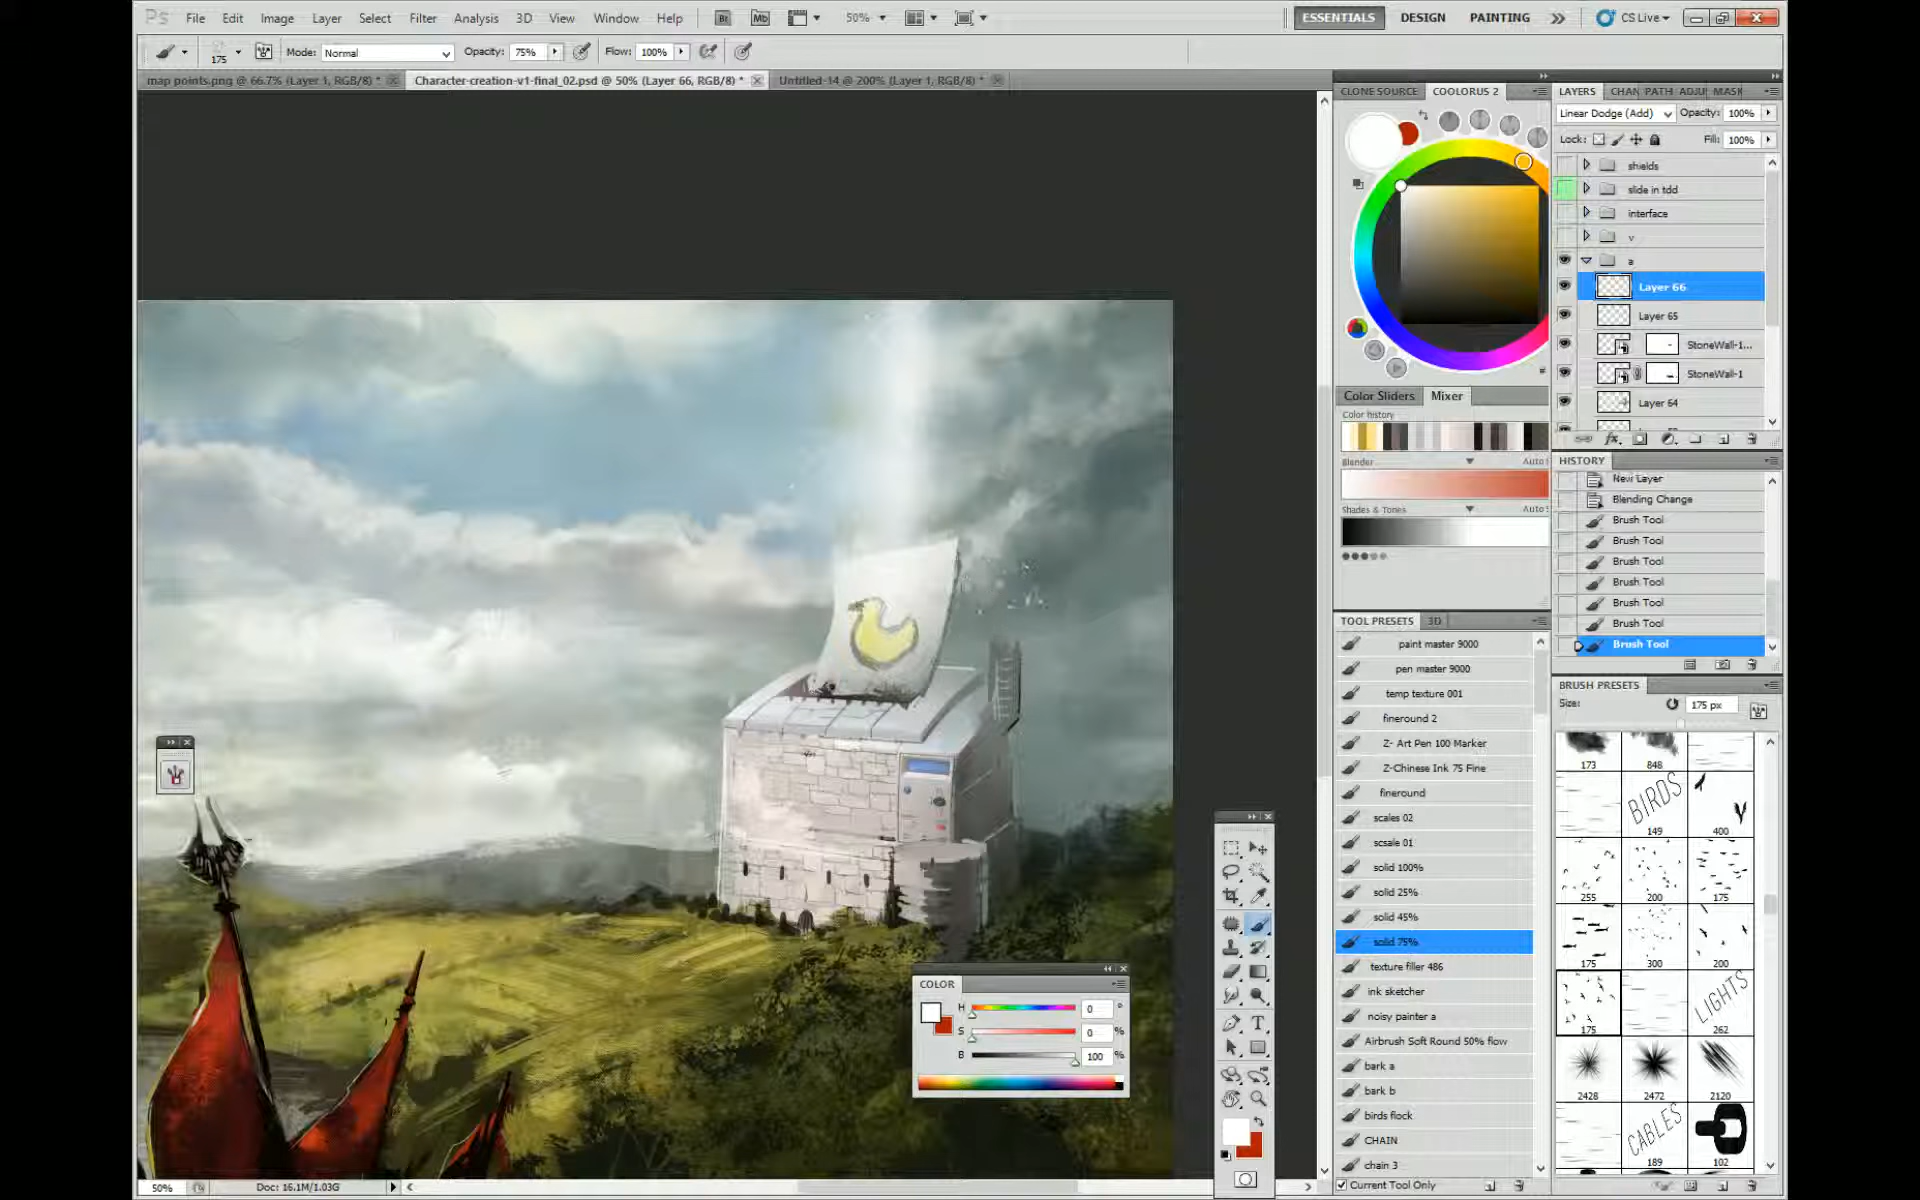 Ps File Edit Image Layer Select Filter Analysis 3D View Window Help Br Mb 50% ESSENTIALS DESIGN PAINTING CS Live
175 Mode: Normal Opacity: 75% Flow: 100%
map points.png @ 66.7% (Layer 1, RGB/8) * Character-creation-v1-final_02.psd @ 50% (Layer 66, RGB/8) * Untitled-14 @ 200% (Layer 1, RGB/8) *
CLONE SOURCE COOLORUS 2
Color Sliders Mixer
Color history
Blender Auto
Shades & Tones Auto
TOOL PRESETS 3D
paint master 9000
pen master 9000
temp texture 001
fineround 2
Z- Art Pen 100 Marker
Z-Chinese Ink 75 Fine
fineround
scales 02
scsale 01
solid 100%
solid 25%
solid 45%
solid 75%
texture filler 486
ink sketcher
noisy painter a
Airbrush Soft Round 50% flow
bark a
bark b
birds flock
CHAIN
chain 3
Current Tool Only
LAYERS CHAN PATH ADJU MASK
Linear Dodge (Add) Opacity: 100%
Lock: Fill: 100%
shields
slide in tdd
interface
v
a
Layer 66
Layer 65
StoneWall-1...
StoneWall-1
Layer 64
HISTORY
New Layer
Blending Change
Brush Tool
Brush Tool
Brush Tool
Brush Tool
Brush Tool
Brush Tool
Brush Tool
BRUSH PRESETS
Size: 175 px
173 848
BIRDS
149 400
255 200 175
175 300 200
LIGHTS
175 262
2428 2472 2120
CABLES
189 102
COLOR
H 0 °
S 0 %
B 100 %
50% Doc: 16.1M/1.03G